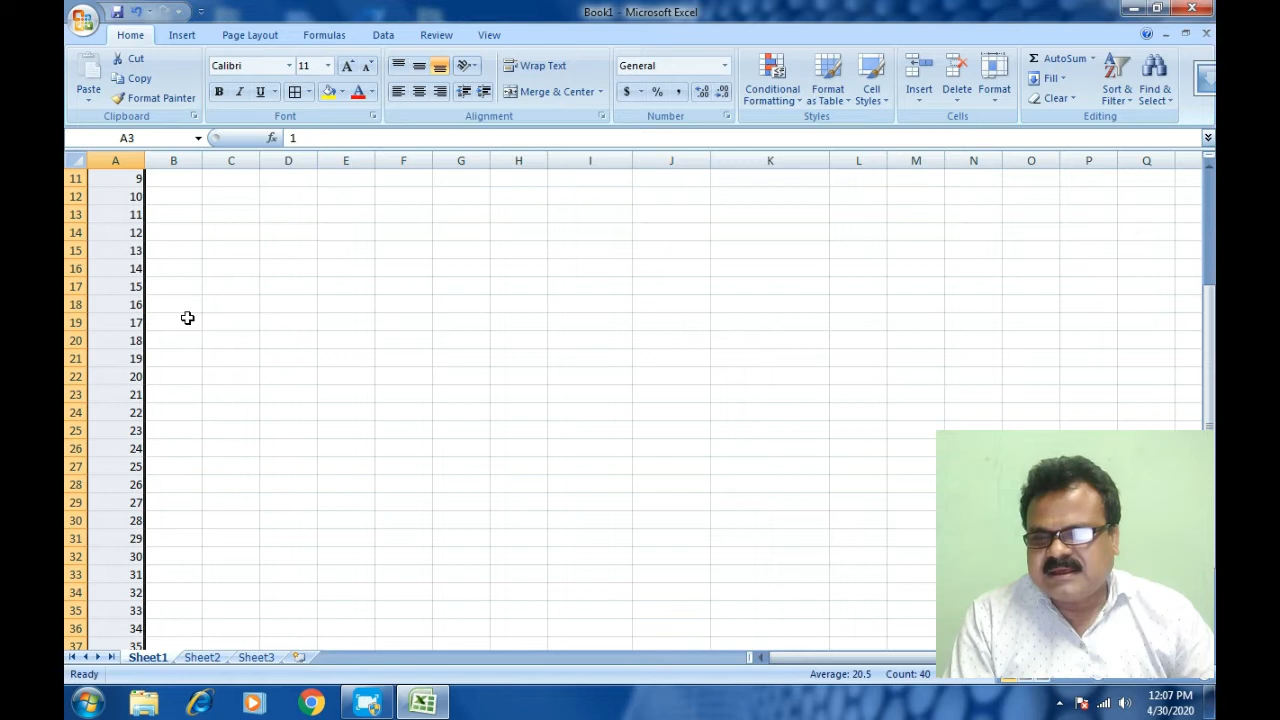 Book1 - Microsoft Excel
Home Insert Page Layout Formulas Data Review View
Paste
Cut
Copy
Format Painter
Clipboard
Calibri 11
B I U
Font
Wrap Text
Merge & Center
Alignment
General
$ % ,
Number
Conditional Formatting
Format as Table
Cell Styles
Styles
Insert Delete Format
Cells
Σ AutoSum
Fill
Clear
Sort & Filter
Find & Select
Editing
A3 fx 1
A B C D E F G H I J K L M N O P Q
11 9
12 10
13 11
14 12
15 13
16 14
17 15
18 16
19 17
20 18
21 19
22 20
23 21
24 22
25 23
26 24
27 25
28 26
29 27
30 28
31 29
32 30
33 31
34 32
35 33
36 34
37 35
Sheet1 Sheet2 Sheet3
Ready Average: 20.5 Count: 40
12:07 PM
4/30/2020